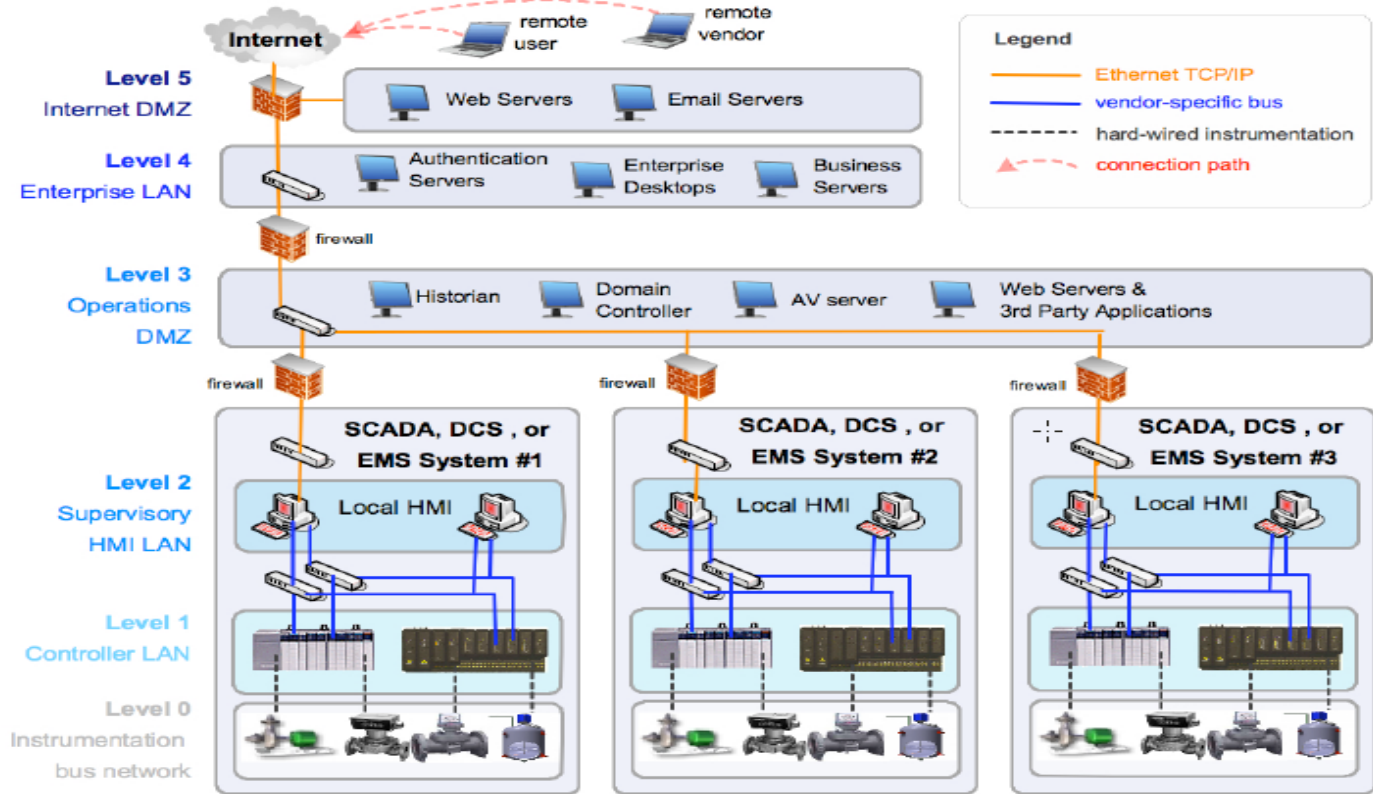 Internet
remote
user
remote
vendor
Legend
Ethernet TCP/IP
vendor-specific bus
hard-wired instrumentation
connection path
Level 5
Internet DMZ
Web Servers
Email Servers
Level 4
Enterprise LAN
Authentication
Servers
Enterprise
Desktops
Business
Servers
firewall
Level 3
Operations
DMZ
Historian
Domain
Controller
AV server
Web Servers &
3rd Party Applications
firewall
firewall
firewall
SCADA, DCS , or
EMS System #1
SCADA, DCS , or
EMS System #2
SCADA, DCS , or
EMS System #3
Level 2
Supervisory
HMI LAN
Local HMI
Local HMI
Local HMI
Level 1
Controller LAN
Level 0
Instrumentation
bus network